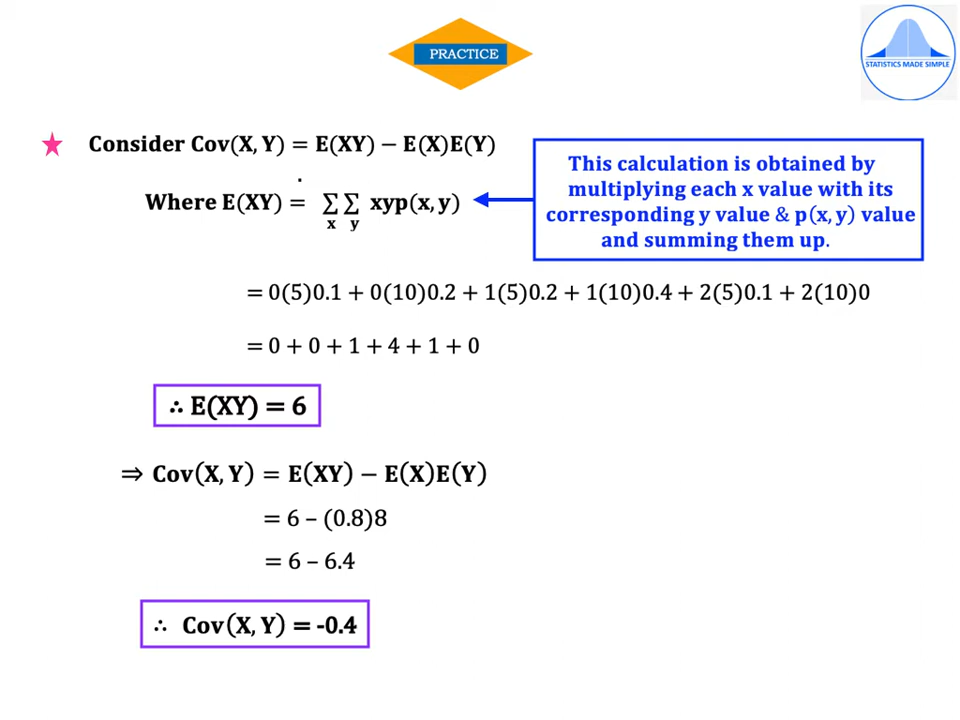 PRACTICE
STATISTICS MADE SIMPLE
★ Consider Cov(X, Y) = E(XY) − E(X)E(Y)
Where E(XY) = ∑∑ xyp(x, y)
x y
This calculation is obtained by
multiplying each x value with its
corresponding y value & p(x, y) value
and summing them up.
= 0(5)0.1 + 0(10)0.2 + 1(5)0.2 + 1(10)0.4 + 2(5)0.1 + 2(10)0
= 0 + 0 + 1 + 4 + 1 + 0
∴ E(XY) = 6
⇒ Cov(X, Y) = E(XY) − E(X)E(Y)
= 6 – (0.8)8
= 6 – 6.4
∴ Cov(X, Y) = -0.4